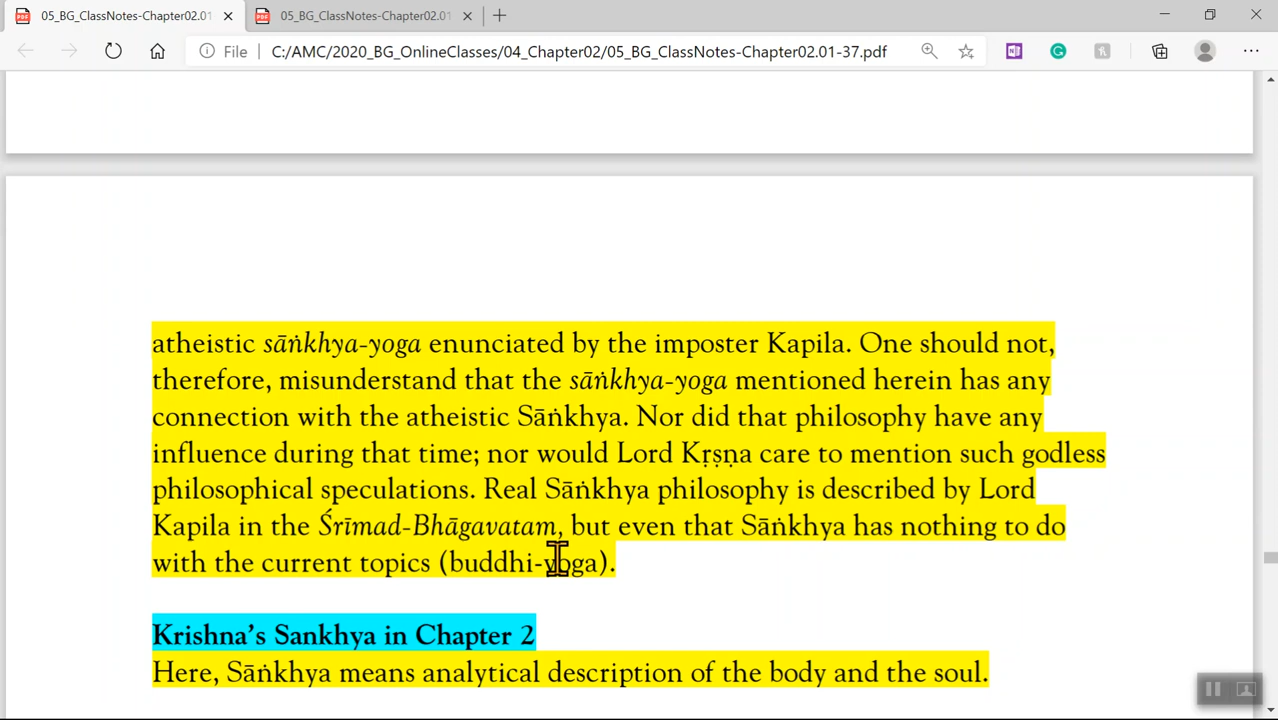 05_BG_ClassNotes-Chapter02.01
05_BG_ClassNotes-Chapter02.01
File
C:/AMC/2020_BG_OnlineClasses/04_Chapter02/05_BG_ClassNotes-Chapter02.01-37.pdf
atheistic sāṅkhya-yoga enunciated by the imposter Kapila. One should not,
therefore, misunderstand that the sāṅkhya-yoga mentioned herein has any
connection with the atheistic Sāṅkhya. Nor did that philosophy have any
influence during that time; nor would Lord Kṛṣṇa care to mention such godless
philosophical speculations. Real Sāṅkhya philosophy is described by Lord
Kapila in the Śrīmad-Bhāgavatam, but even that Sāṅkhya has nothing to do
with the current topics (buddhi-yoga).
Krishna's Sankhya in Chapter 2
Here, Sāṅkhya means analytical description of the body and the soul.